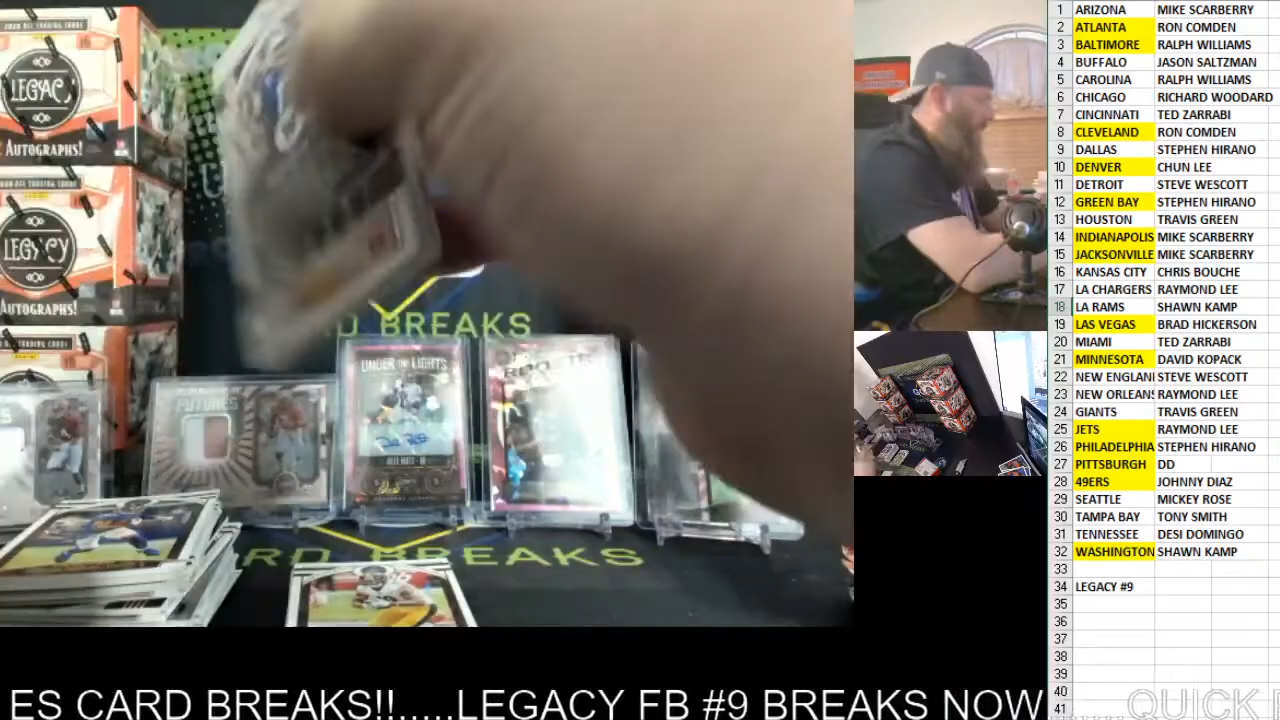 LEGACY
AUTOGRAPHS!
LEGACY
AUTOGRAPHS!
D BREAKS
UNDER THE LIGHTS
FUTURES
RD BREAKS
1 ARIZONA MIKE SCARBERRY
2 ATLANTA RON COMDEN
3 BALTIMORE RALPH WILLIAMS
4 BUFFALO JASON SALTZMAN
5 CAROLINA RALPH WILLIAMS
6 CHICAGO RICHARD WOODARD
7 CINCINNATI TED ZARRABI
8 CLEVELAND RON COMDEN
9 DALLAS STEPHEN HIRANO
10 DENVER CHUN LEE
11 DETROIT STEVE WESCOTT
12 GREEN BAY STEPHEN HIRANO
13 HOUSTON TRAVIS GREEN
14 INDIANAPOLIS MIKE SCARBERRY
15 JACKSONVILLE MIKE SCARBERRY
16 KANSAS CITY CHRIS BOUCHE
17 LA CHARGERS RAYMOND LEE
18 LA RAMS SHAWN KAMP
19 LAS VEGAS BRAD HICKERSON
20 MIAMI TED ZARRABI
21 MINNESOTA DAVID KOPACK
22 NEW ENGLAN STEVE WESCOTT
23 NEW ORLEANS RAYMOND LEE
24 GIANTS TRAVIS GREEN
25 JETS RAYMOND LEE
26 PHILADELPHIA STEPHEN HIRANO
27 PITTSBURGH DD
28 49ERS JOHNNY DIAZ
29 SEATTLE MICKEY ROSE
30 TAMPA BAY TONY SMITH
31 TENNESSEE DESI DOMINGO
32 WASHINGTON SHAWN KAMP
33
34 LEGACY #9
35
36
37
38
39
40
41
ES CARD BREAKS!!.....LEGACY FB #9 BREAKS NOW.....QUICK